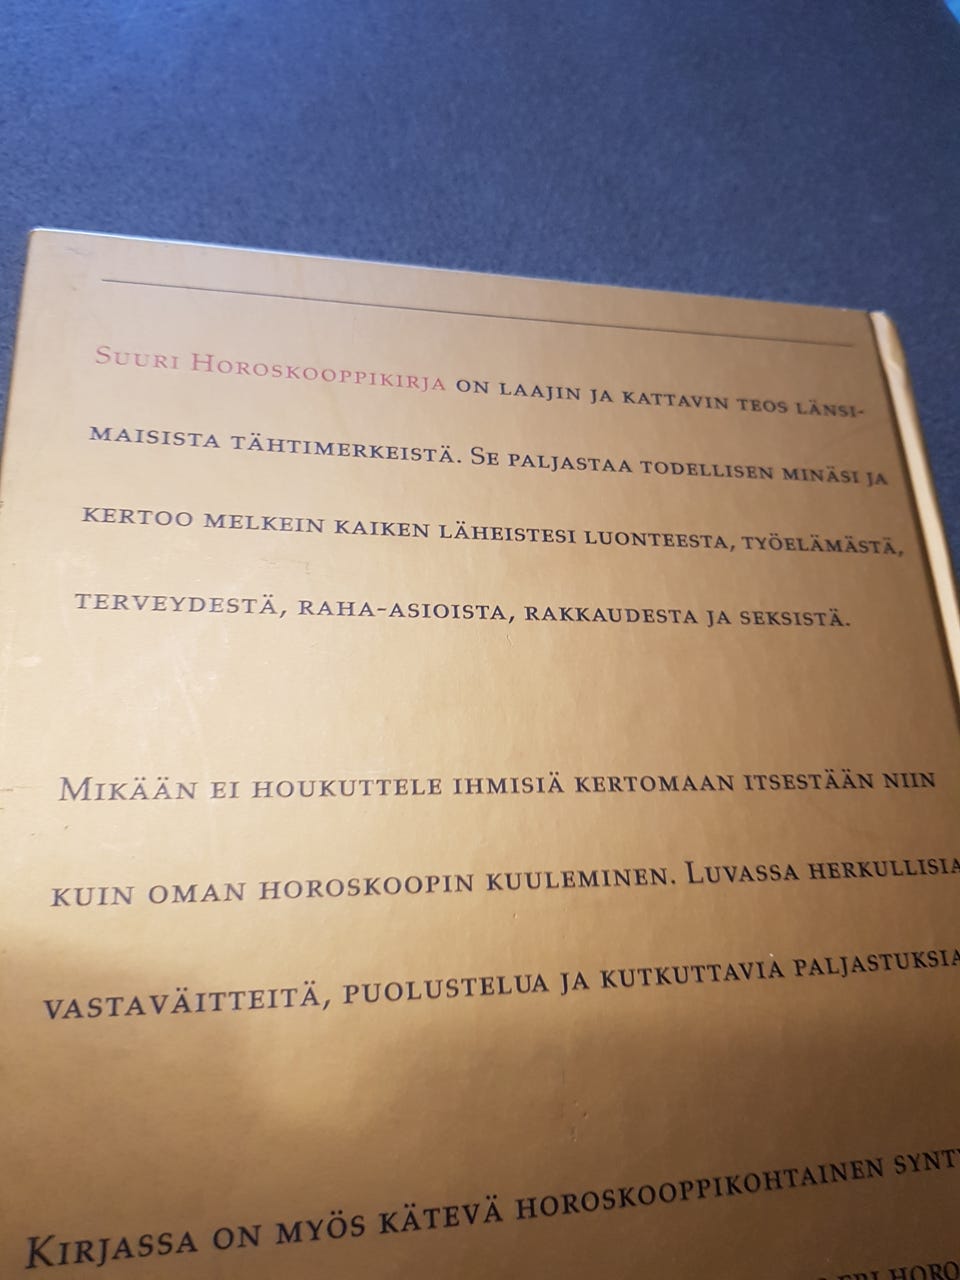 Suuri Horoskooppikirja on laajin ja kattavin teos länsi-
maisista tähtimerkeistä. Se paljastaa todellisen minäsi ja
kertoo melkein kaiken läheistesi luonteesta, työelämästä,
terveydestä, raha-asioista, rakkaudesta ja seksistä.
Mikään ei houkuttele ihmisiä kertomaan itsestään niin
kuin oman horoskoopin kuuleminen. Luvassa herkullisia
vastaväitteitä, puolustelua ja kutkuttavia paljastuksia
Kirjassa on myös kätevä horoskooppikohtainen